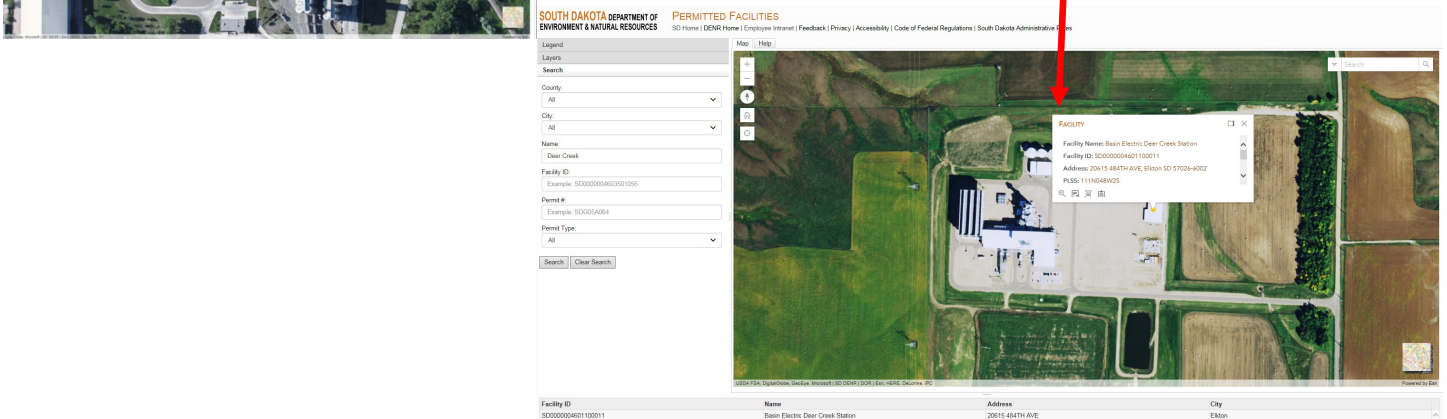 SOUTH DAKOTA DEPARTMENT OF
ENVIRONMENT & NATURAL RESOURCES
PERMITTED FACILITIES
SD Home | DENR Home | Employee Intranet | Feedback | Privacy | Accessibility | Code of Federal Regulations | South Dakota Administrative Rules
Legend
Layers
Search
County:
All
City:
All
Name:
Deer Creek
Facility ID:
Example: SD0000004603501056
Permit #:
Example: SDG05A064
Permit Type:
All
Search Clear Search
Map Help
Search
FACILITY
Facility Name: Basin Electric Deer Creek Station
Facility ID: SD0000004601100011
Address: 20615 484TH AVE, Elkton SD 57026-6002
PLSS: 111N048W25
USDA FSA, DigitalGlobe, GeoEye, Microsoft | SD DENR | DOR | Esri, HERE, DeLorme, IPC
Powered by Esri
Facility ID Name Address City
SD0000004601100011 Basin Electric Deer Creek Station 20615 484TH AVE Elkton